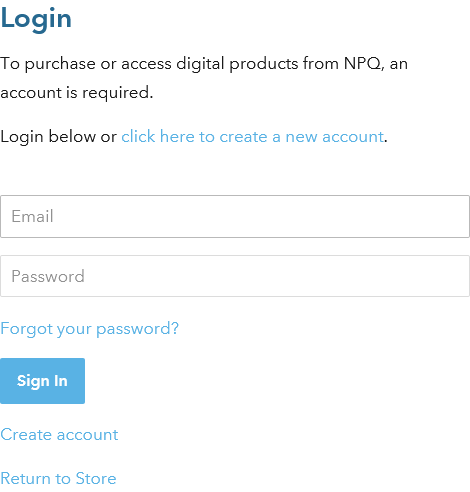 Login
To purchase or access digital products from NPQ, an
account is required.
Login below or click here to create a new account.
Email
Password
Forgot your password?
Sign In
Create account
Return to Store